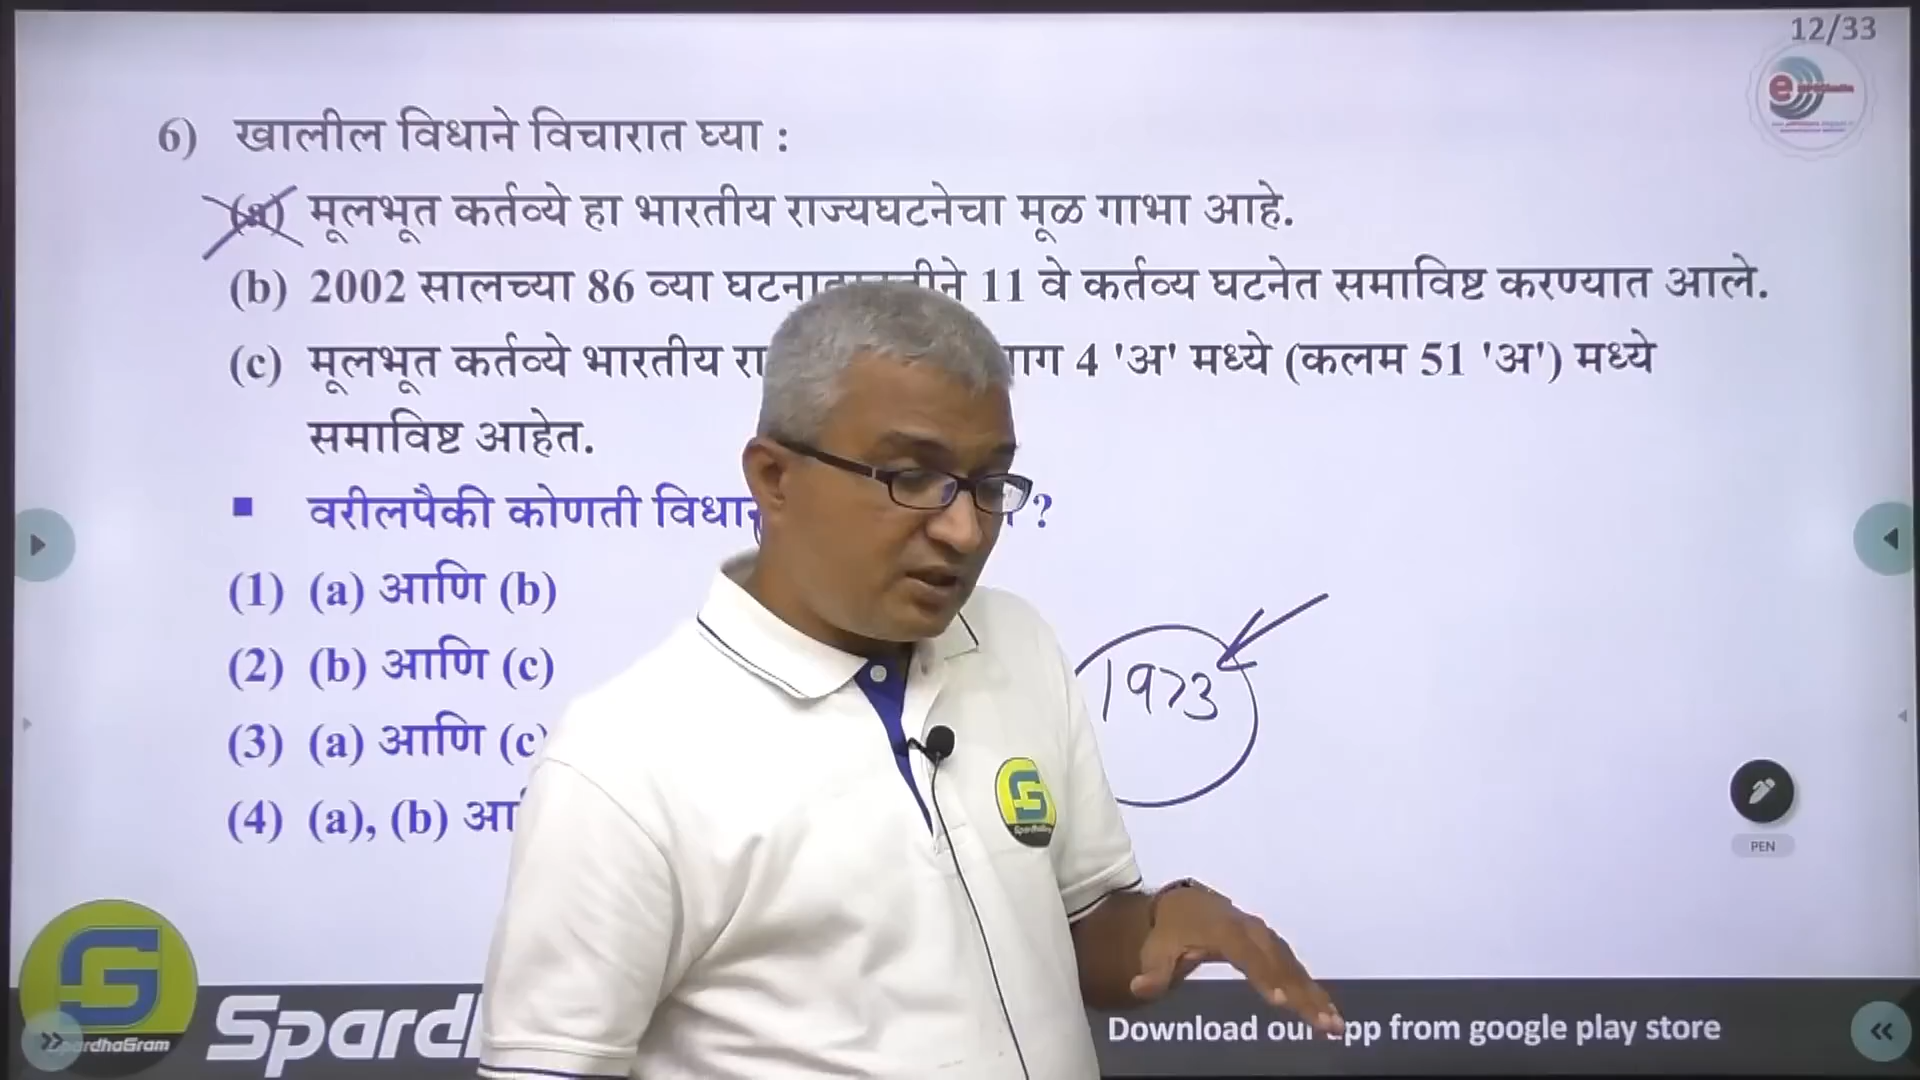 12/33
6) खालील विधाने विचारात घ्या :
(a) मूलभूत कर्तव्ये हा भारतीय राज्यघटनेचा मूळ गाभा आहे.
(b) 2002 सालच्या 86 व्या 11 वे कर्तव्य घटनेत समाविष्ट करण्यात आले.
(c) मूलभूत कर्तव्ये भारतीय 4 'अ' मध्ये (कलम 51 'अ') मध्ये
समाविष्ट आहेत.
▪ वरीलपैकी कोणती ?
(1) (a) आणि (b)
(2) (b) आणि (c)
(3) (a) आणि (c)
(4) (a), (b)
1973
PEN
SpardhaGram
Download our app from google play store